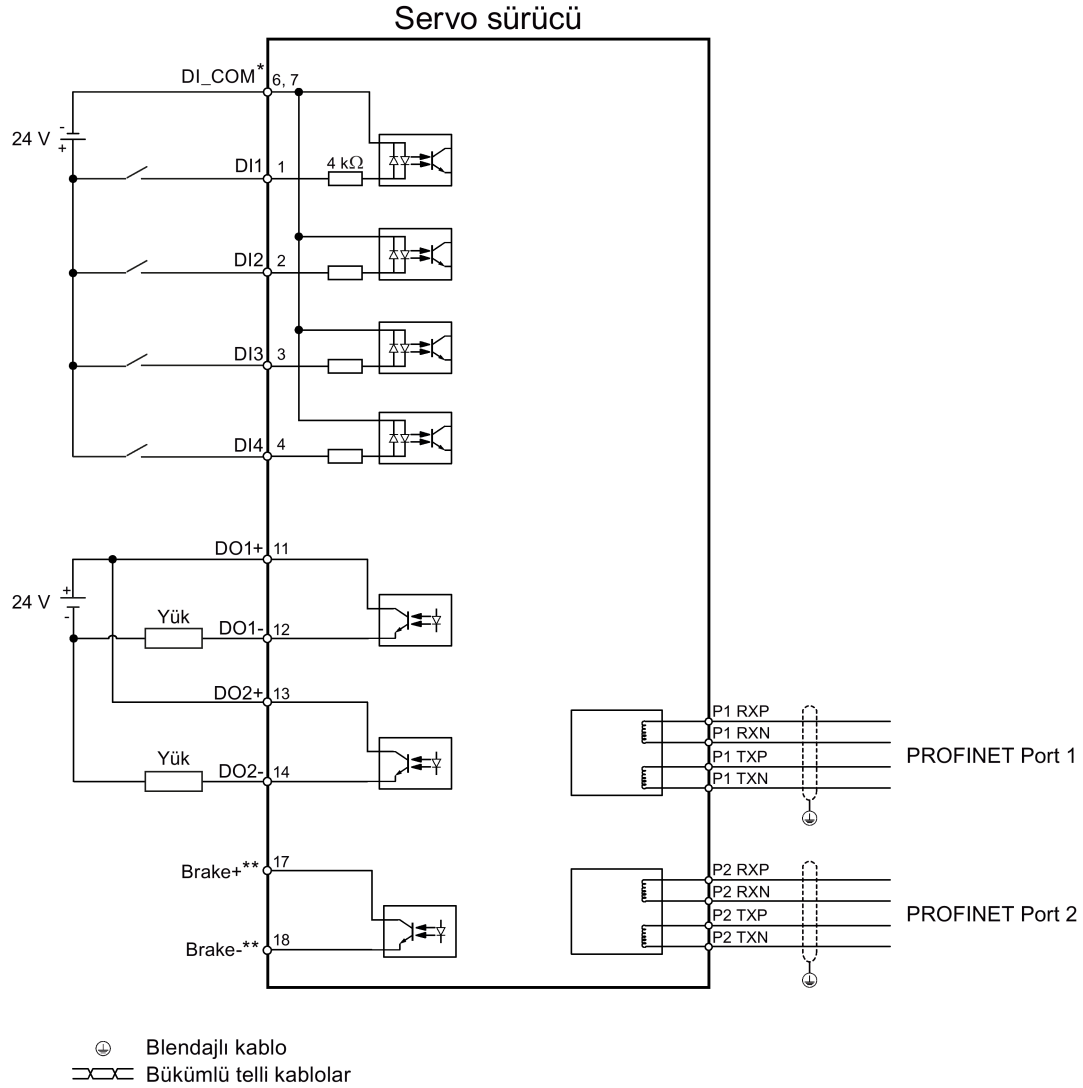 Servo sürücü
DI_COM* 6, 7
24 V - +
DI1 1 4 kΩ
DI2 2
DI3 3
DI4 4
DO1+ 11
24 V + -
Yük
DO1- 12
DO2+ 13
Yük
DO2- 14
P1 RXP
P1 RXN
P1 TXP
P1 TXN
PROFINET Port 1
Brake+** 17
Brake-** 18
P2 RXP
P2 RXN
P2 TXP
P2 TXN
PROFINET Port 2
Blendajlı kablo
Bükümlü telli kablolar